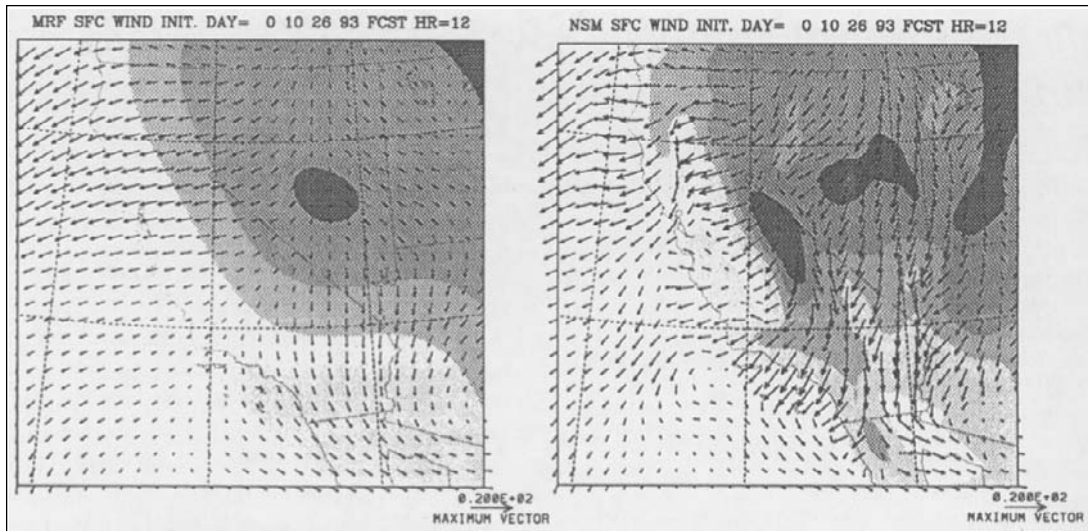 MRF SFC WIND INIT. DAY= 0 10 26 93 FCST HR=12
0.200E+02
MAXIMUM VECTOR
NSM SFC WIND INIT. DAY= 0 10 26 93 FCST HR=12
0.200E+02
MAXIMUM VECTOR